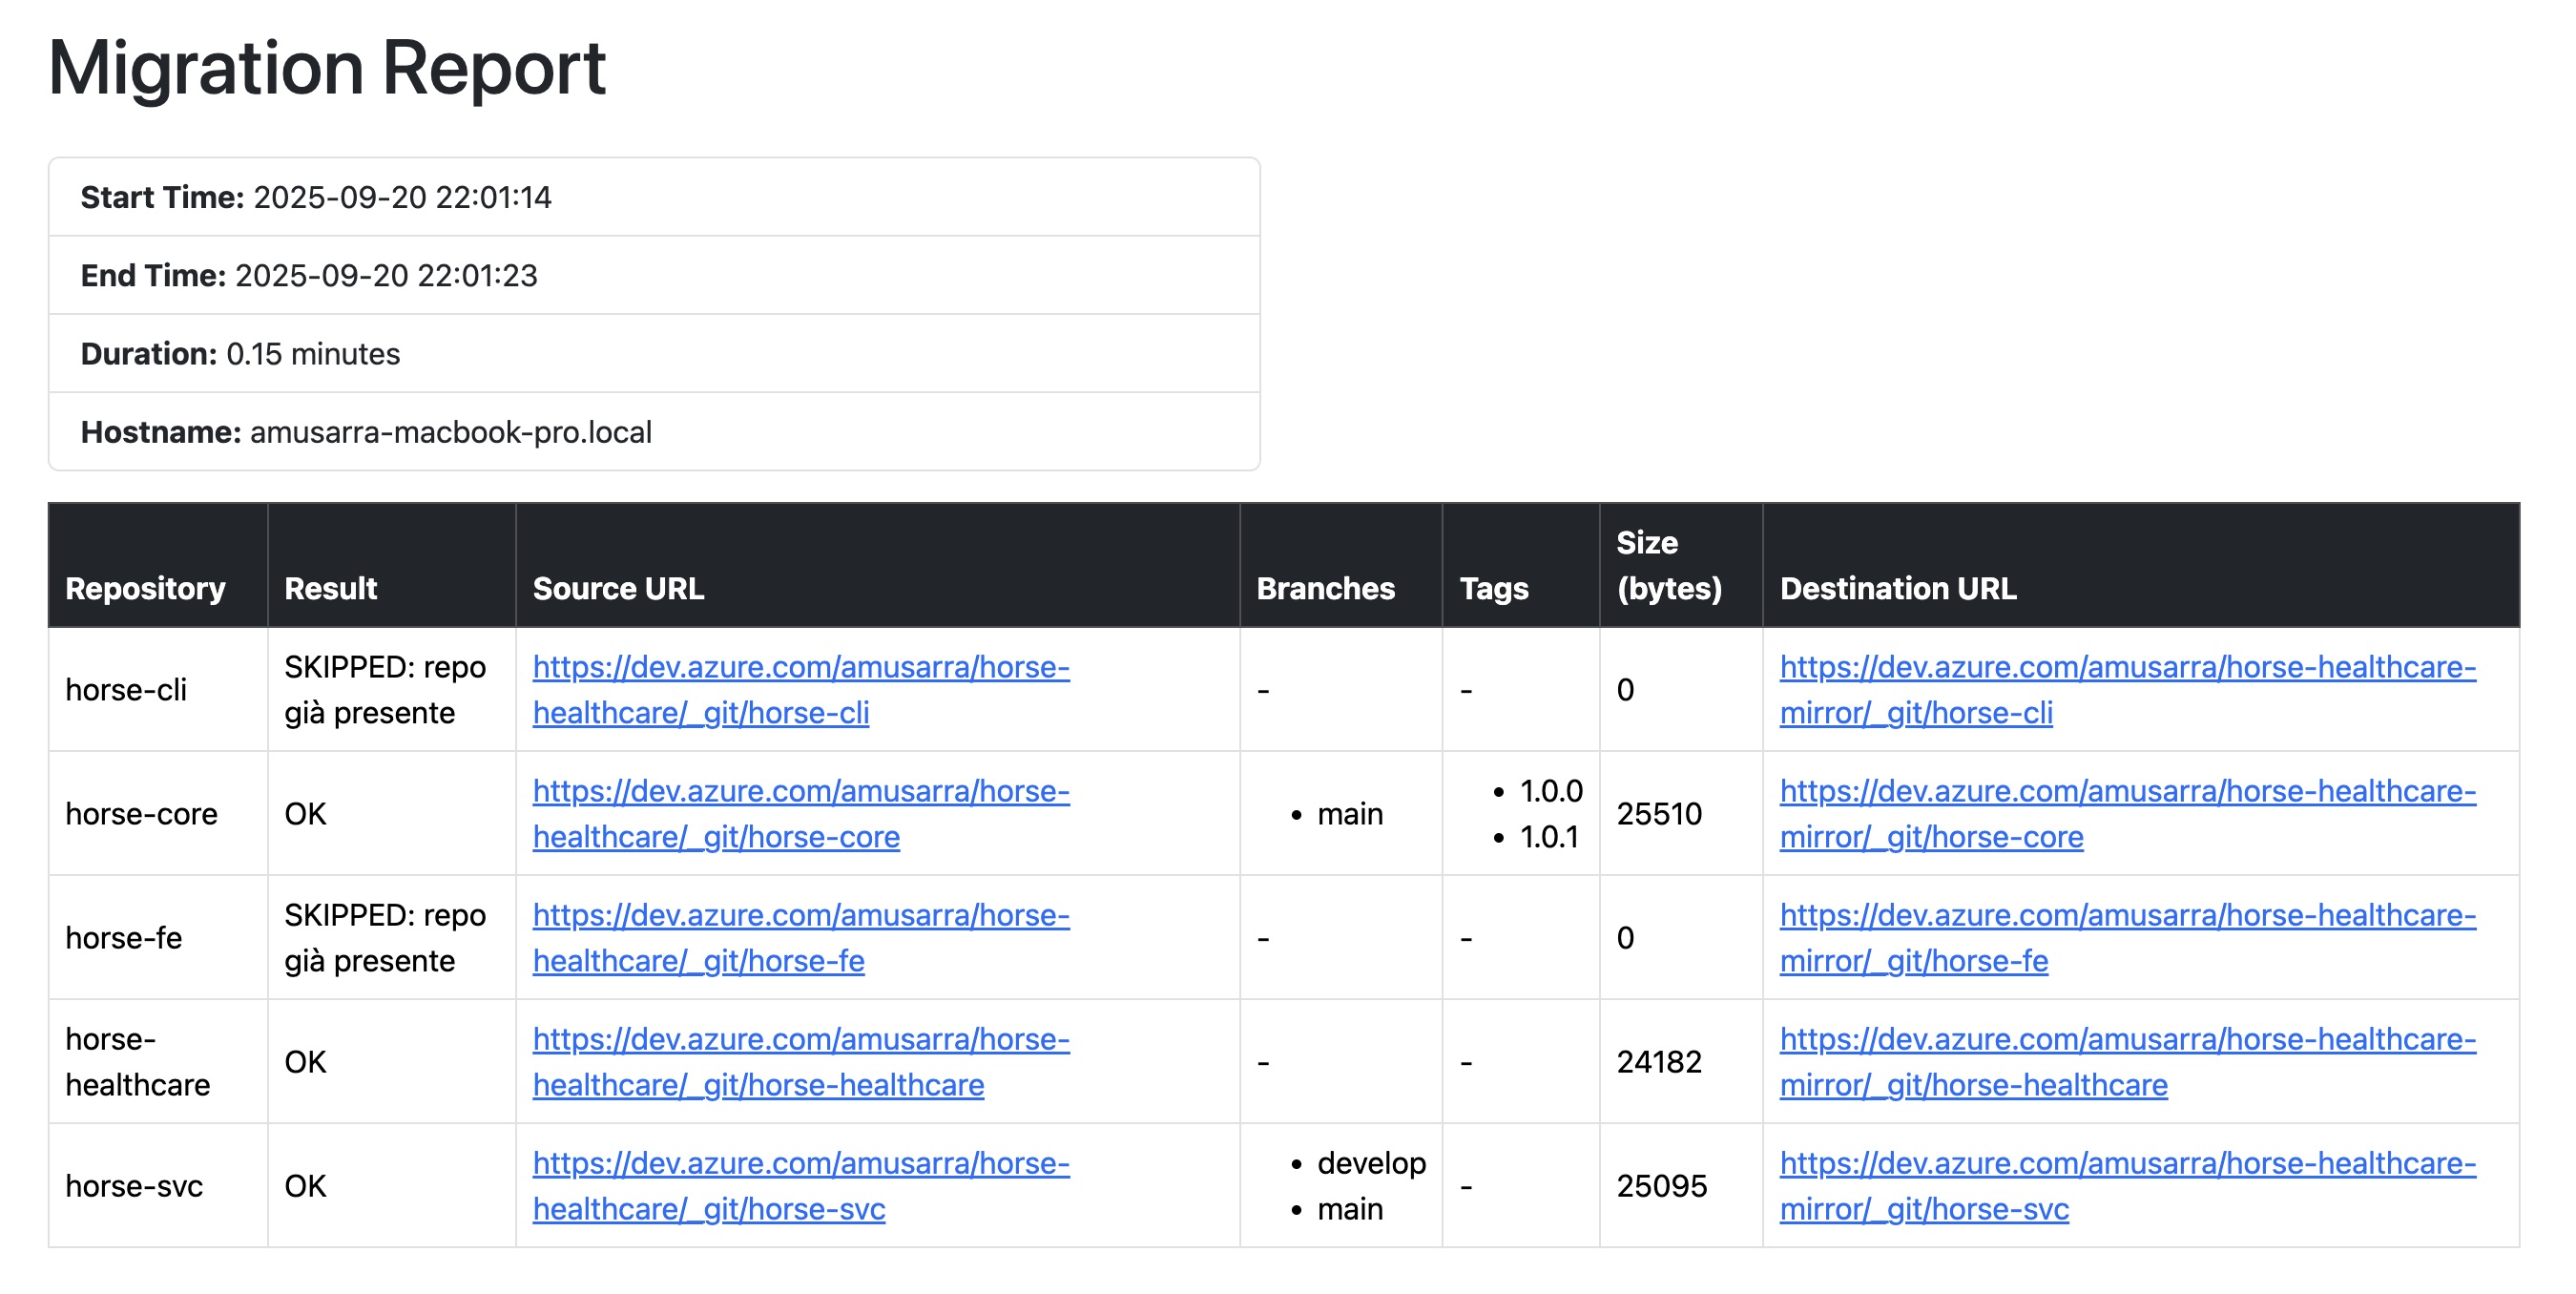 Migration Report
Start Time: 2025-09-20 22:01:14
End Time: 2025-09-20 22:01:23
Duration: 0.15 minutes
Hostname: amusarra-macbook-pro.local
Repository Result Source URL Branches Tags Size (bytes) Destination URL
horse-cli
SKIPPED: repo
già presente
https://dev.azure.com/amusarra/horse-
healthcare/_git/horse-cli
-
-
0
https://dev.azure.com/amusarra/horse-healthcare-
mirror/_git/horse-cli
horse-core
OK
https://dev.azure.com/amusarra/horse-
healthcare/_git/horse-core
• main
• 1.0.0
• 1.0.1
25510
https://dev.azure.com/amusarra/horse-healthcare-
mirror/_git/horse-core
horse-fe
SKIPPED: repo
già presente
https://dev.azure.com/amusarra/horse-
healthcare/_git/horse-fe
-
-
0
https://dev.azure.com/amusarra/horse-healthcare-
mirror/_git/horse-fe
horse-
healthcare
OK
https://dev.azure.com/amusarra/horse-
healthcare/_git/horse-healthcare
-
-
24182
https://dev.azure.com/amusarra/horse-healthcare-
mirror/_git/horse-healthcare
horse-svc
OK
https://dev.azure.com/amusarra/horse-
healthcare/_git/horse-svc
• develop
• main
-
25095
https://dev.azure.com/amusarra/horse-healthcare-
mirror/_git/horse-svc